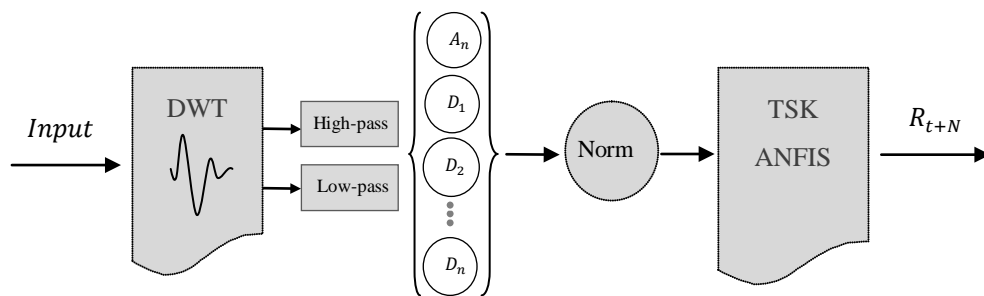 Input
DWT
High-pass
Low-pass
A_n
D_1
D_2
D_n
Norm
TSK
ANFIS
R_{t+N}